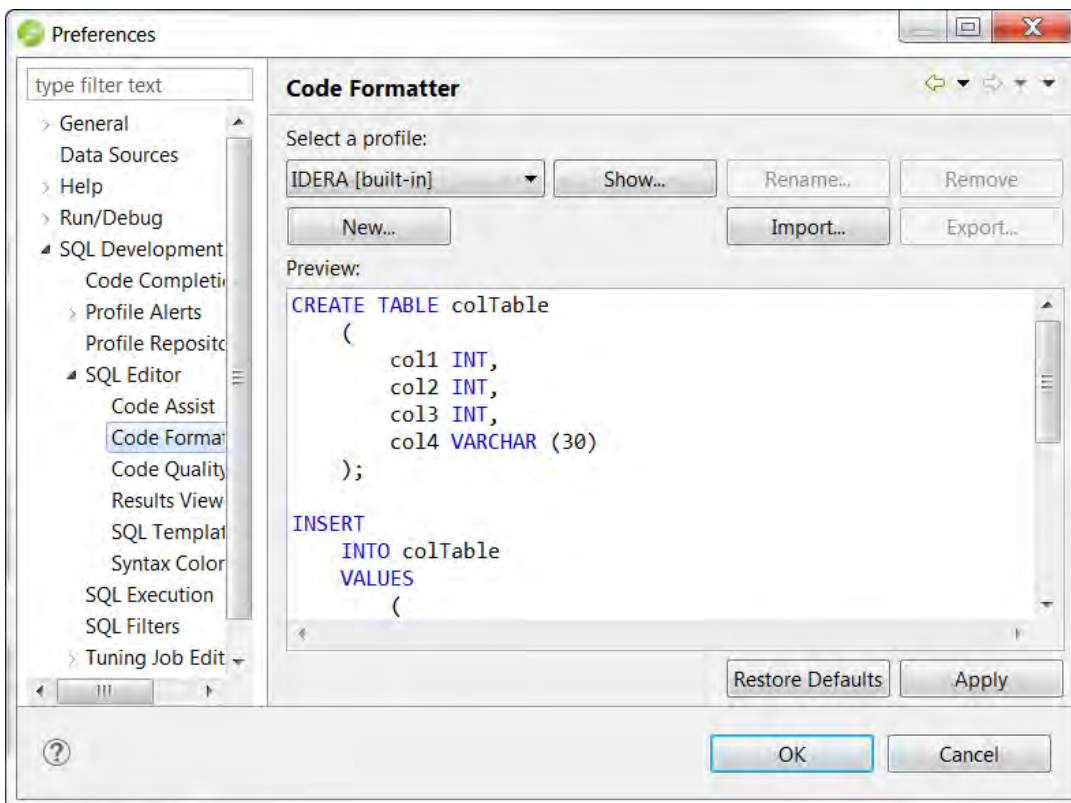 Preferences
type filter text
General
Data Sources
Help
Run/Debug
SQL Development
Code Completi
Profile Alerts
Profile Reposito
SQL Editor
Code Assist
Code Format
Code Quality
Results View
SQL Templat
Syntax Color
SQL Execution
SQL Filters
Tuning Job Edit
Code Formatter
Select a profile:
IDERA [built-in]
Show...
Rename...
Remove
New...
Import...
Export...
Preview:
CREATE TABLE colTable
(
col1 INT,
col2 INT,
col3 INT,
col4 VARCHAR (30)
);
INSERT
INTO colTable
VALUES
(
Restore Defaults
Apply
?
OK
Cancel